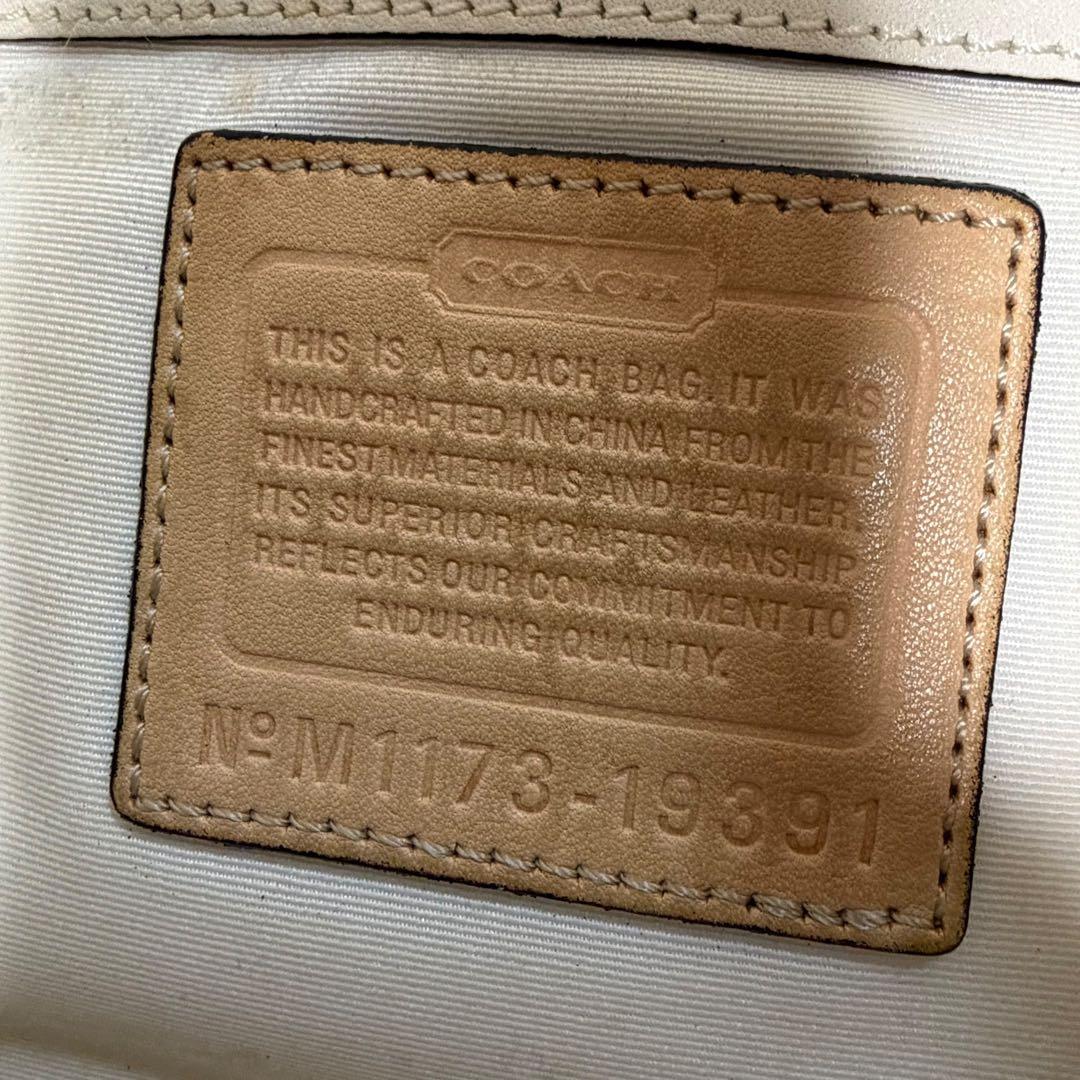 COACH
THIS IS A COACH BAG. IT WAS
HANDCRAFTED IN CHINA FROM THE
FINEST MATERIALS AND LEATHER.
ITS SUPERIOR CRAFTSMANSHIP
REFLECTS OUR COMMITMENT TO
ENDURING QUALITY.
Nº M1173-19391